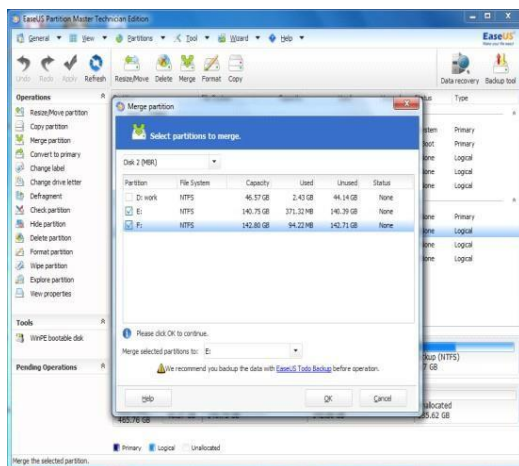 EaseUS Partition Master Technician Edition
General View Partitions Tool Wizard Help
EaseUS
Undo Redo Apply Refresh Resize/Move Delete Merge Format Copy Data recovery Backup tool
Operations
Resize/Move partition
Copy partition
Merge partition
Convert to primary
Change label
Change drive letter
Defragment
Check partition
Hide partition
Delete partition
Format partition
Wipe partition
Explore partition
View properties
Tools
WinPE bootable disk
Pending Operations
Status Type
Primary
Primary
Logical
Logical
Logical
Primary
Logical
Logical
Logical
Merge partition
Select partitions to merge.
Disk 2 (MBR)
Partition File System Capacity Used Unused Status
D: work NTFS 46.57 GB 2.43 GB 44.14 GB None
E: NTFS 140.75 GB 371.32 MB 140.39 GB None
F: NTFS 142.80 GB 94.22 MB 142.71 GB None
Please click OK to continue.
Merge selected partitions to: E:
We recommend you backup the data with EaseUS Todo Backup before operation.
Help OK Cancel
465.76 GB
Primary Logical Unallocated
Merge the selected partition.